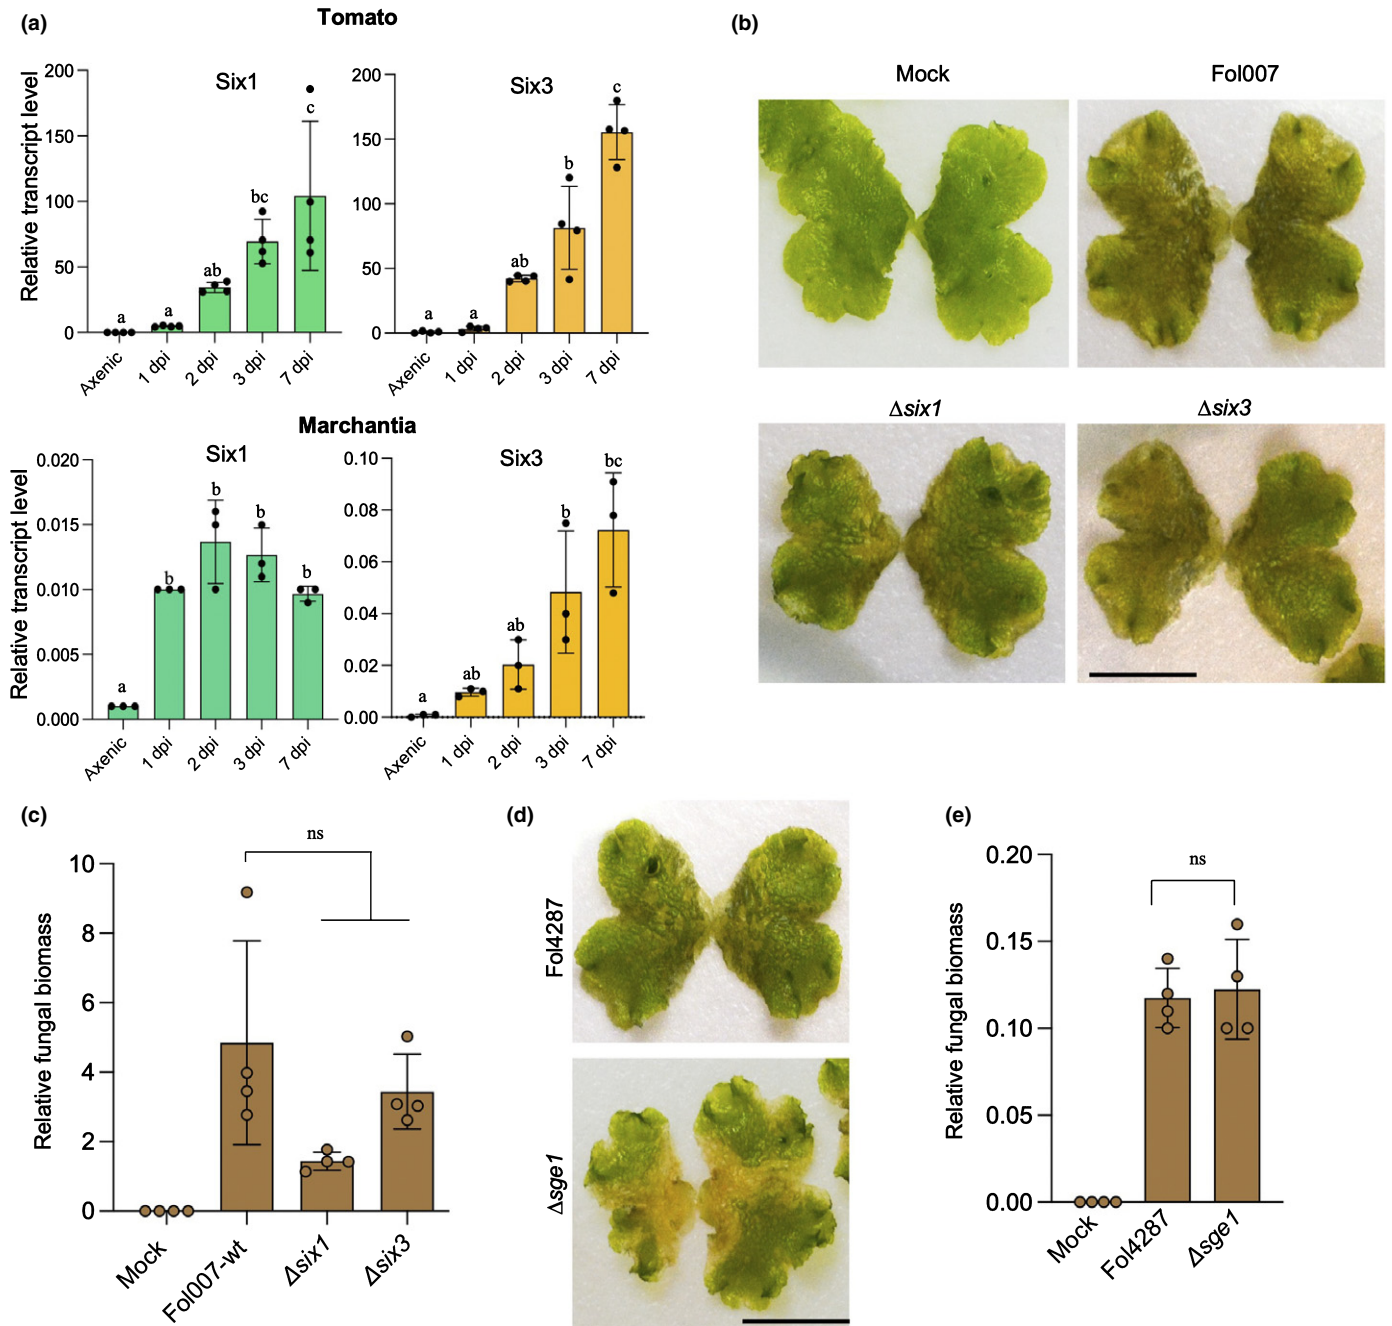 (a)
Tomato
Six1
Relative transcript level
200
150
100
50
0
a
a
ab
bc
c
Axenic
1 dpi
2 dpi
3 dpi
7 dpi
Six3
200
150
100
50
0
a
a
ab
b
c
Axenic
1 dpi
2 dpi
3 dpi
7 dpi
Marchantia
Six1
Relative transcript level
0.020
0.015
0.010
0.005
0.000
a
b
b
b
b
Axenic
1 dpi
2 dpi
3 dpi
7 dpi
Six3
0.10
0.08
0.06
0.04
0.02
0.00
a
ab
ab
b
bc
Axenic
1 dpi
2 dpi
3 dpi
7 dpi
(b)
Mock
Fol007
Δsix1
Δsix3
(c)
ns
Relative fungal biomass
10
8
6
4
2
0
Mock
Fol007-wt
Δsix1
Δsix3
(d)
Fol4287
Δsge1
(e)
ns
Relative fungal biomass
0.20
0.15
0.10
0.05
0.00
Mock
Fol4287
Δsge1